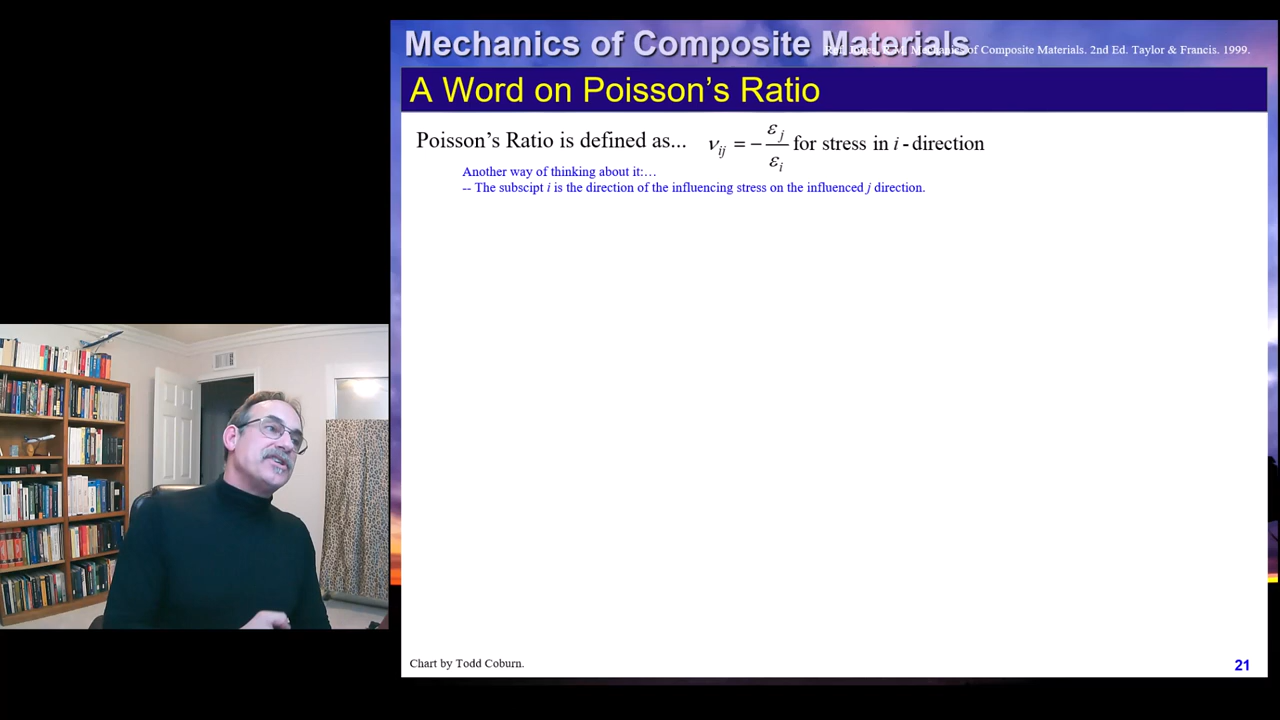 Mechanics of Composite Materials
Mechanics of Composite Materials. 2nd Ed. Taylor & Francis. 1999.
A Word on Poisson's Ratio
Poisson's Ratio is defined as... ν_ij = − ε_j / ε_i for stress in i - direction
Another way of thinking about it:…
-- The subscipt i is the direction of the influencing stress on the influenced j direction.
Chart by Todd Coburn.
21